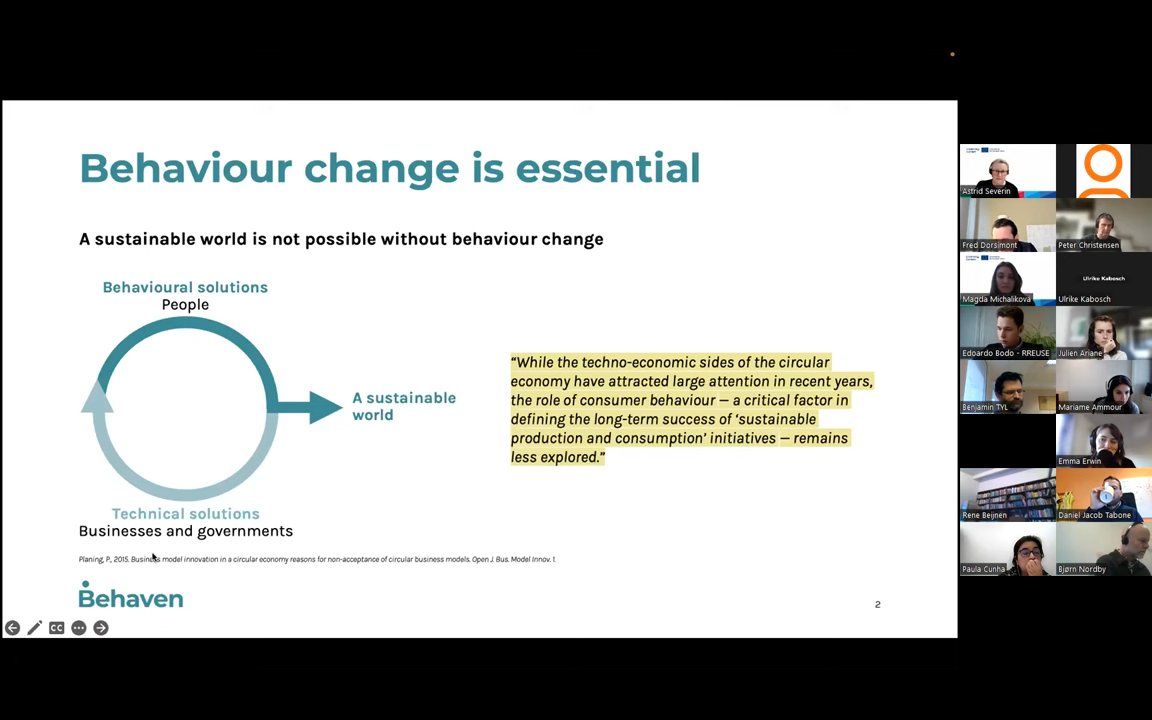 Behaviour change is essential
A sustainable world is not possible without behaviour change
Behavioural solutions
People
A sustainable
world
Technical solutions
Businesses and governments
“While the techno-economic sides of the circular
economy have attracted large attention in recent years,
the role of consumer behaviour – a critical factor in
defining the long-term success of ‘sustainable
production and consumption’ initiatives – remains
less explored.”
Planing, P., 2015. Business model innovation in a circular economy reasons for non-acceptance of circular business models. Open J. Bus. Model Innov. 1.
Behaven
2
CC
Astrid Severin
Fred Dorsimont
Peter Christensen
Magda Michaliková
Ulrike Kabosch
Ulrike Kabosch
Edoardo Bodo - RREUSE
Julien Ariane
Benjamin TYL
Mariame Ammour
Emma Erwin
Rene Beijnen
Daniel Jacob Tabone
Paula Cunha
Bjørn Nordby